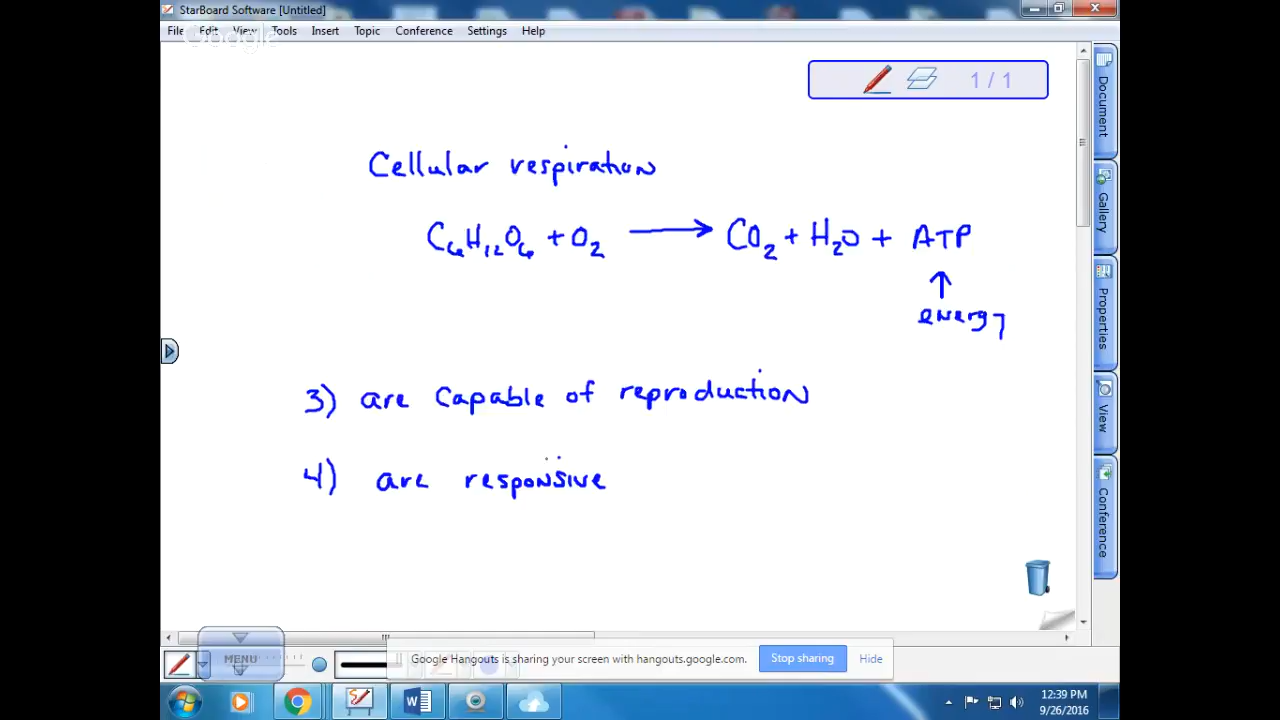 StarBoard Software [Untitled]
File Edit View Tools Insert Topic Conference Settings Help
Google
1 / 1
Cellular respiration
C6H12O6 + O2 → CO2 + H2O + ATP
↑
energy
3) are capable of reproduction
4) are responsive
Document
Gallery
Properties
View
Conference
MENU
Google Hangouts is sharing your screen with hangouts.google.com. Stop sharing Hide
12:39 PM
9/26/2016